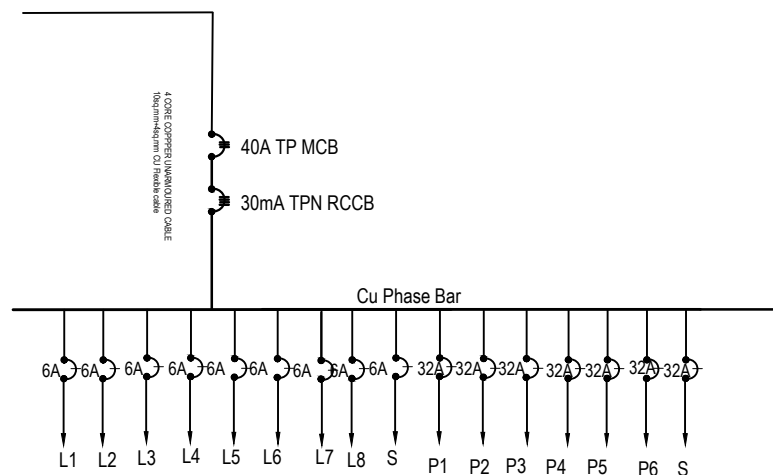 4 CORE COPPPER UNARMOURED CABLE
10sq.mm+4sq.mm CU Flexible cable
40A TP MCB
30mA TPN RCCB
Cu Phase Bar
6A 6A 6A 6A 6A 6A 6A 6A 6A 32A 32A 32A 32A 32A 32A 32A
L1 L2 L3 L4 L5 L6 L7 L8 S P1 P2 P3 P4 P5 P6 S